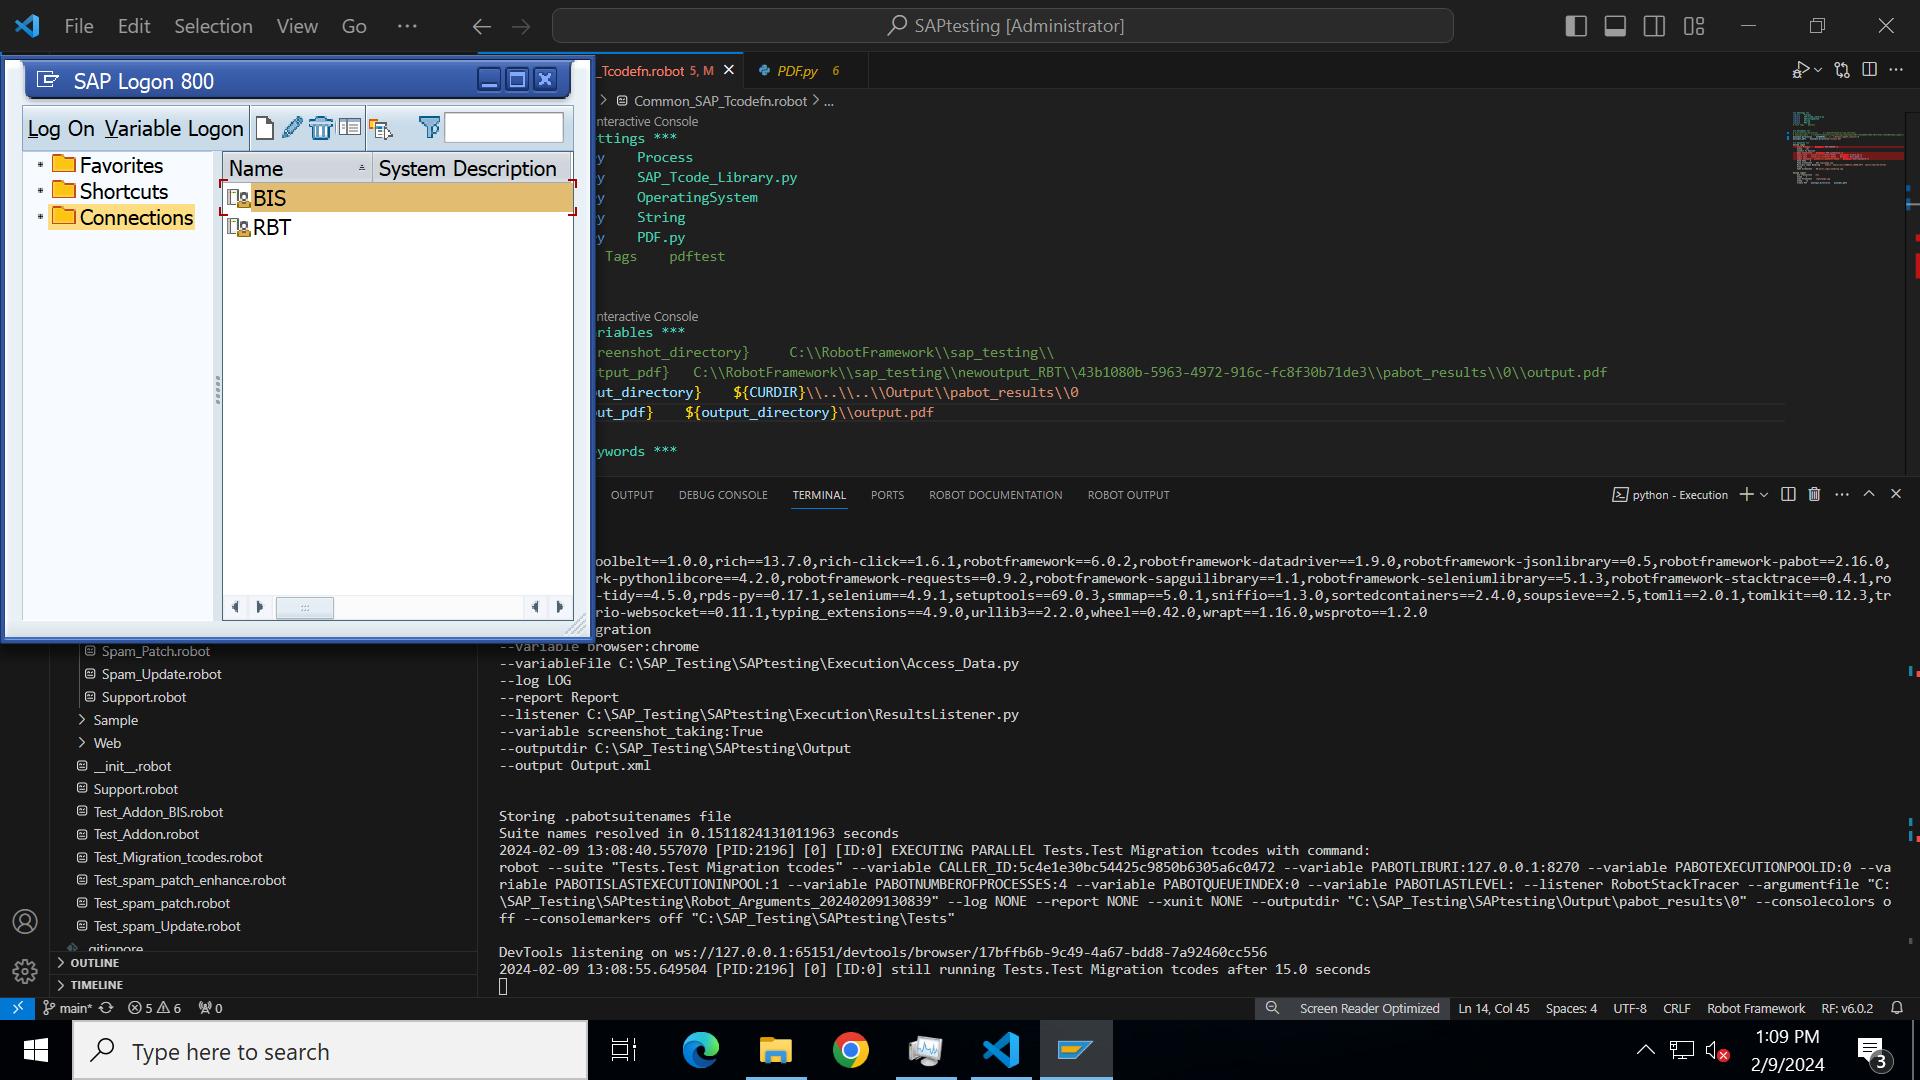 File Edit Selection View Go ···
SAPtesting [Administrator]
SAP Logon 800
Log On Variable Logon
Favorites
Shortcuts
Connections
Name System Description
BIS
RBT
_Tcodefn.robot 5, M
PDF.py 6
Common_SAP_Tcodefn.robot > ...
nteractive Console
ettings ***
y Process
y SAP_Tcode_Library.py
y OperatingSystem
y String
y PDF.py
Tags pdftest
nteractive Console
riables ***
reenshot_directory} C:\\RobotFramework\\sap_testing\\
tput_pdf} C:\\RobotFramework\\sap_testing\\newoutput_RBT\\43b1080b-5963-4972-916c-fc8f30b71de3\\pabot_results\\0\\output.pdf
ut_directory} ${CURDIR}\\..\\..\\Output\\pabot_results\\0
ut_pdf} ${output_directory}\\output.pdf
ywords ***
OUTPUT DEBUG CONSOLE TERMINAL PORTS ROBOT DOCUMENTATION ROBOT OUTPUT
python - Execution
oolbelt==1.0.0,rich==13.7.0,rich-click==1.6.1,robotframework==6.0.2,robotframework-datadriver==1.9.0,robotframework-jsonlibrary==0.5,robotframework-pabot==2.16.0,
rk-pythonlibcore==4.2.0,robotframework-requests==0.9.2,robotframework-sapguilibrary==1.1,robotframework-seleniumlibrary==5.1.3,robotframework-stacktrace==0.4.1,ro
-tidy==4.5.0,rpds-py==0.17.1,selenium==4.9.1,setuptools==69.0.3,smmap==5.0.1,sniffio==1.3.0,sortedcontainers==2.4.0,soupsieve==2.5,tomli==2.0.1,tomlkit==0.12.3,tr
rio-websocket==0.11.1,typing_extensions==4.9.0,urllib3==2.2.0,wheel==0.42.0,wrapt==1.16.0,wsproto==1.2.0
gration
--variable browser:chrome
--variableFile C:\SAP_Testing\SAPtesting\Execution\Access_Data.py
--log LOG
--report Report
--listener C:\SAP_Testing\SAPtesting\Execution\ResultsListener.py
--variable screenshot_taking:True
--outputdir C:\SAP_Testing\SAPtesting\Output
--output Output.xml
Storing .pabotsuitenames file
Suite names resolved in 0.1511824131011963 seconds
2024-02-09 13:08:40.557070 [PID:2196] [0] [ID:0] EXECUTING PARALLEL Tests.Test Migration tcodes with command:
robot --suite "Tests.Test Migration tcodes" --variable CALLER_ID:5c4e1e30bc54425c9850b6305a6c0472 --variable PABOTLIBURI:127.0.0.1:8270 --variable PABOTEXECUTIONPOOLID:0 --va
riable PABOTISLASTEXECUTIONINPOOL:1 --variable PABOTNUMBEROFPROCESSES:4 --variable PABOTQUEUEINDEX:0 --variable PABOTLASTLEVEL: --listener RobotStackTracer --argumentfile "C:
\SAP_Testing\SAPtesting\Robot_Arguments_20240209130839" --log NONE --report NONE --xunit NONE --outputdir "C:\SAP_Testing\SAPtesting\Output\pabot_results\0" --consolecolors o
ff --consolemarkers off "C:\SAP_Testing\SAPtesting\Tests"
DevTools listening on ws://127.0.0.1:65151/devtools/browser/17bffb6b-9c49-4a67-bdd8-7a92460cc556
2024-02-09 13:08:55.649504 [PID:2196] [0] [ID:0] still running Tests.Test Migration tcodes after 15.0 seconds
Spam_Patch.robot
Spam_Update.robot
Support.robot
Sample
Web
__init__.robot
Support.robot
Test_Addon_BIS.robot
Test_Addon.robot
Test_Migration_tcodes.robot
Test_spam_patch_enhance.robot
Test_spam_patch.robot
Test_spam_Update.robot
.gitignore
OUTLINE
TIMELINE
main* 5 6 0
Screen Reader Optimized Ln 14, Col 45 Spaces: 4 UTF-8 CRLF Robot Framework RF: v6.0.2
Type here to search
1:09 PM
2/9/2024
3